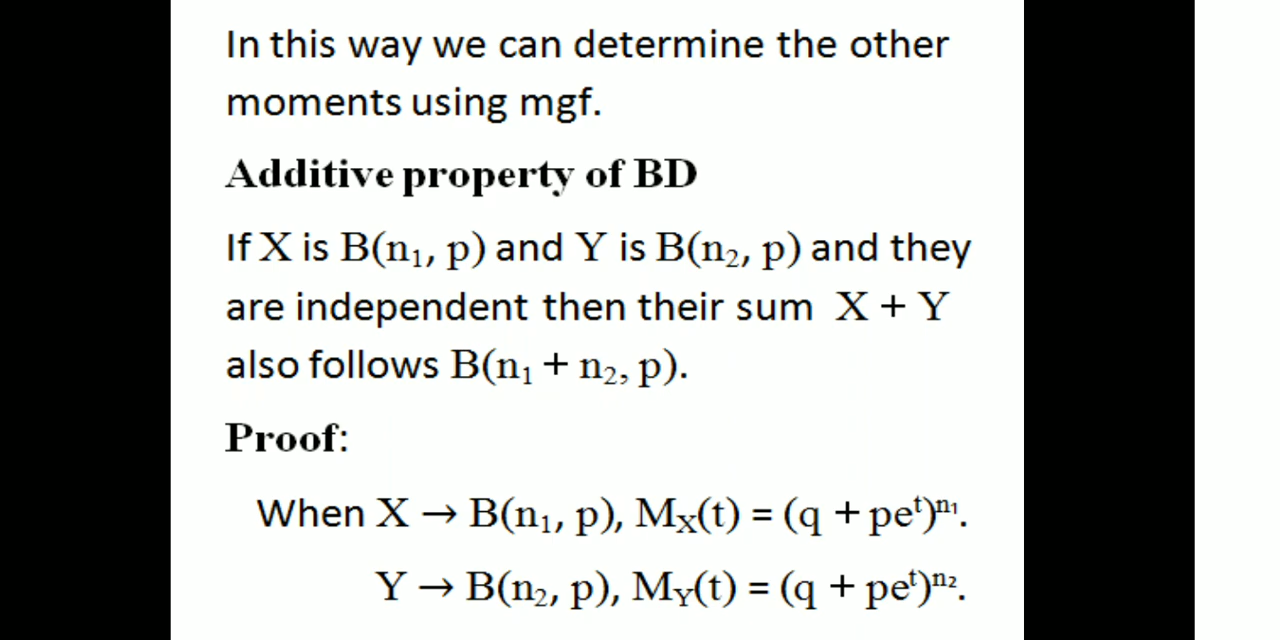 In this way we can determine the other
moments using mgf.
Additive property of BD
If X is B(n₁, p) and Y is B(n₂, p) and they
are independent then their sum X + Y
also follows B(n₁ + n₂, p).
Proof:
When X → B(n₁, p), Mₓ(t) = (q + peᵗ)ⁿ¹.
Y → B(n₂, p), M_Y(t) = (q + peᵗ)ⁿ².